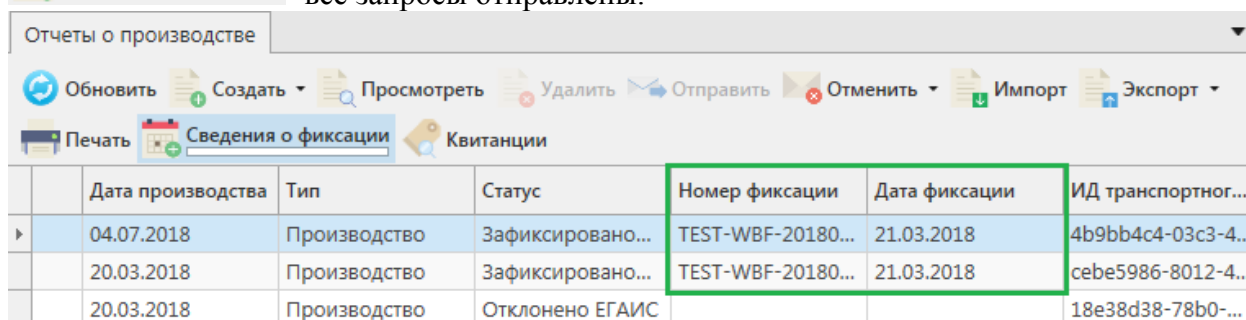 все запросы отправлены.
Отчеты о производстве
Обновить Создать Просмотреть Удалить Отправить Отменить Импорт Экспорт
Печать Сведения о фиксации Квитанции
Дата производства Тип Статус Номер фиксации Дата фиксации ИД транспортног...
04.07.2018 Производство Зафиксировано... TEST-WBF-20180... 21.03.2018 4b9bb4c4-03c3-4..
20.03.2018 Производство Зафиксировано... TEST-WBF-20180... 21.03.2018 cebe5986-8012-4..
20.03.2018 Производство Отклонено ЕГАИС 18e38d38-78b0-...